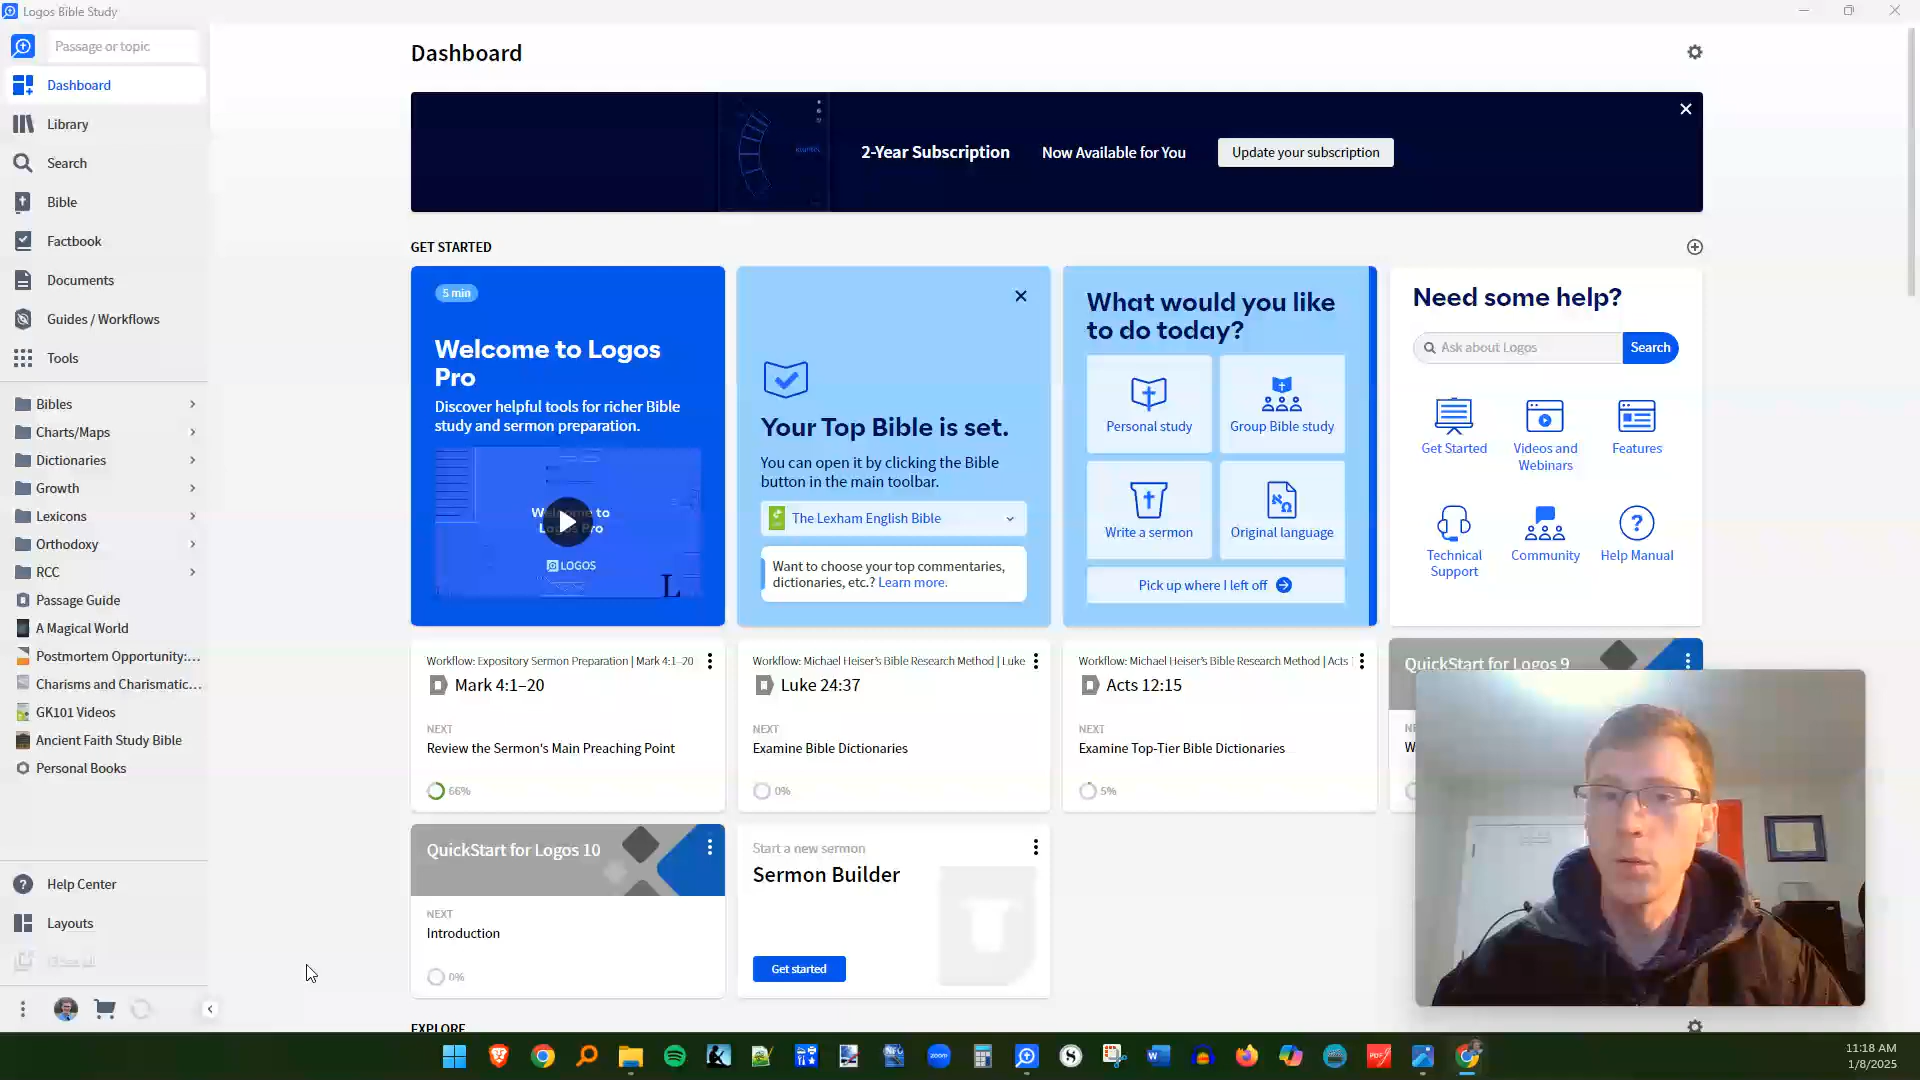 Logos Bible Study
Passage or topic
Dashboard
Library
Search
Bible
Factbook
Documents
Guides / Workflows
Tools
Bibles
Charts/Maps
Dictionaries
Growth
Lexicons
Orthodoxy
RCC
Passage Guide
A Magical World
Postmortem Opportunity:...
Charisms and Charismatic...
GK101 Videos
Ancient Faith Study Bible
Personal Books
Help Center
Layouts
Close all
Dashboard
2-Year Subscription
Now Available for You
Update your subscription
GET STARTED
5 min
Welcome to Logos
Pro
Discover helpful tools for richer Bible
study and sermon preparation.
Welcome to
Logos Pro
LOGOS
L
Your Top Bible is set.
You can open it by clicking the Bible
button in the main toolbar.
The Lexham English Bible
Want to choose your top commentaries,
dictionaries, etc.? Learn more.
What would you like
to do today?
Personal study
Group Bible study
Write a sermon
Original language
Pick up where I left off
Need some help?
Ask about Logos
Search
Get Started
Videos and
Webinars
Features
Technical
Support
Community
Help Manual
Workflow: Expository Sermon Preparation | Mark 4:1–20
Mark 4:1–20
NEXT
Review the Sermon's Main Preaching Point
66%
Workflow: Michael Heiser's Bible Research Method | Luke
Luke 24:37
NEXT
Examine Bible Dictionaries
0%
Workflow: Michael Heiser's Bible Research Method | Acts
Acts 12:15
NEXT
Examine Top-Tier Bible Dictionaries
5%
QuickStart for Logos 9
QuickStart for Logos 10
NEXT
Introduction
0%
Start a new sermon
Sermon Builder
Get started
EXPLORE
zoom
11:18 AM
1/8/2025